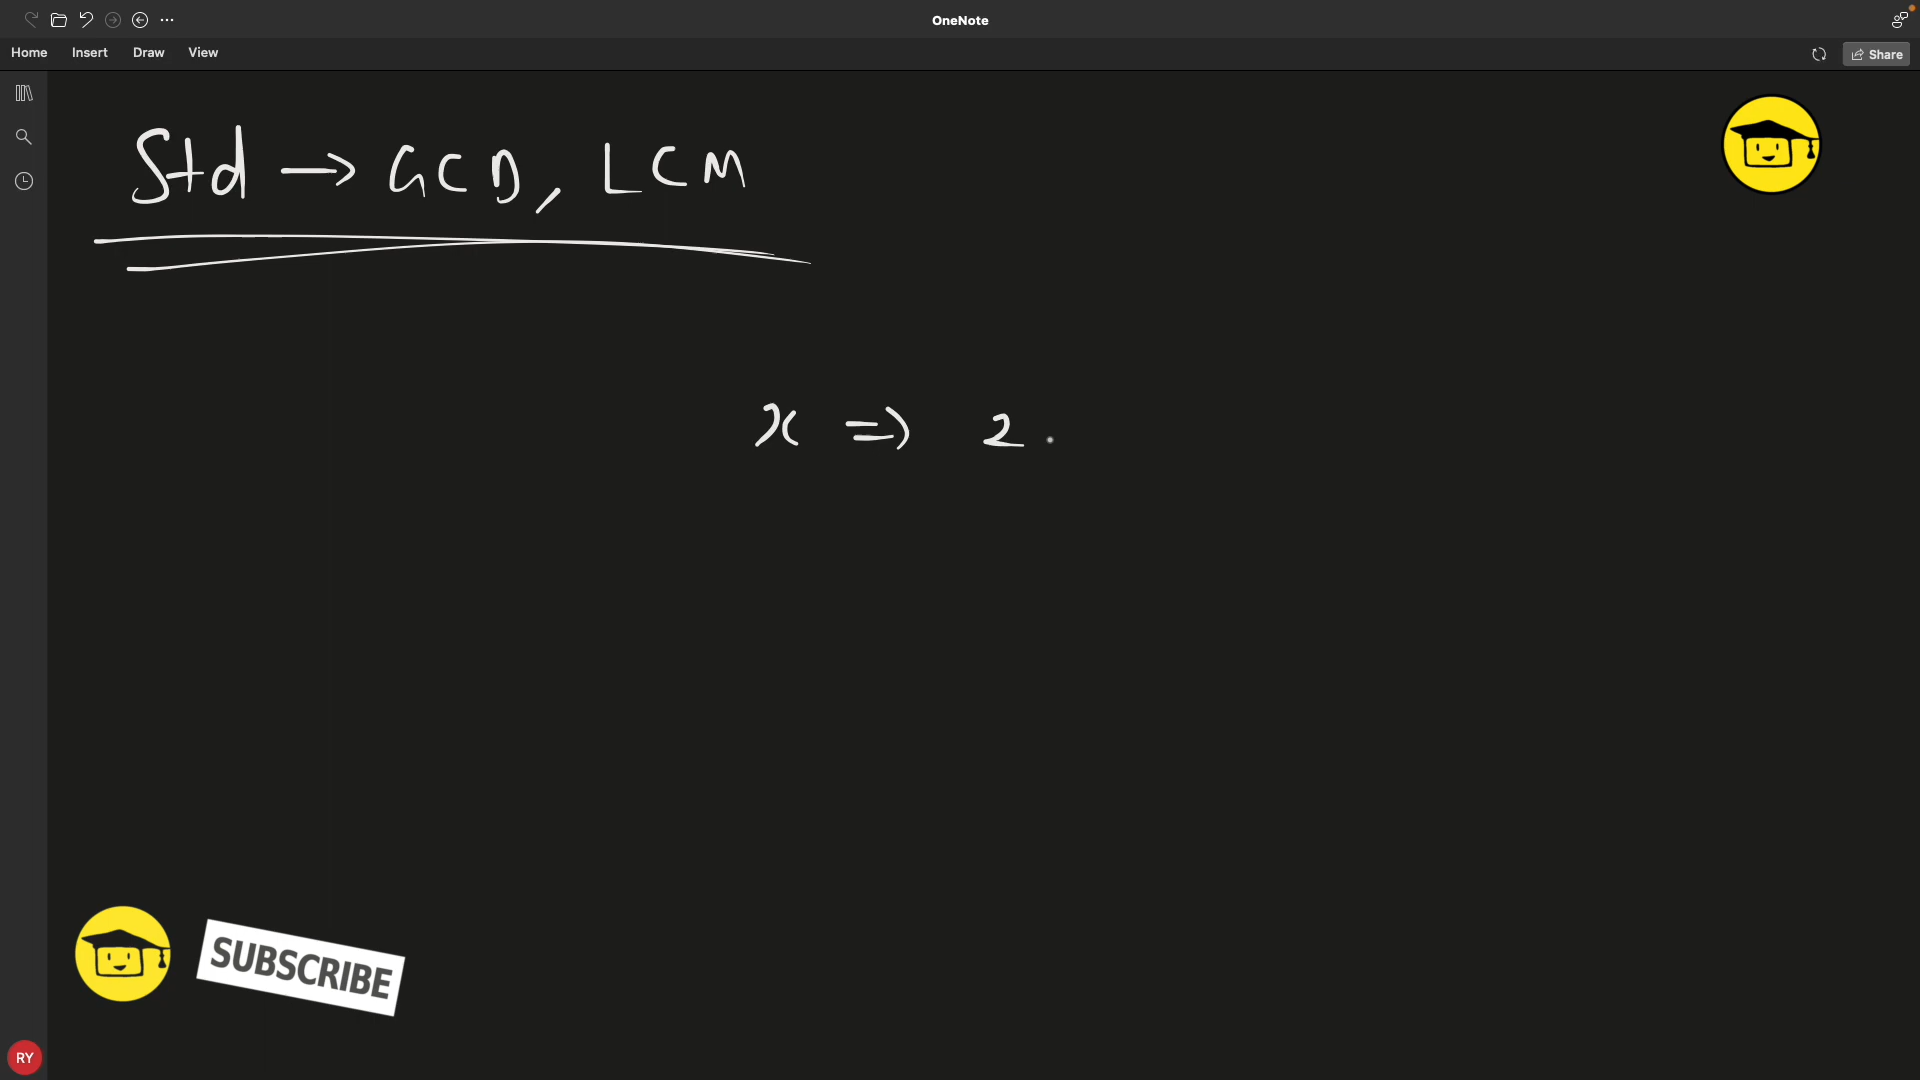 OneNote
Home Insert Draw View
Share
Std → GCD, LCM
x => 2
SUBSCRIBE
RY